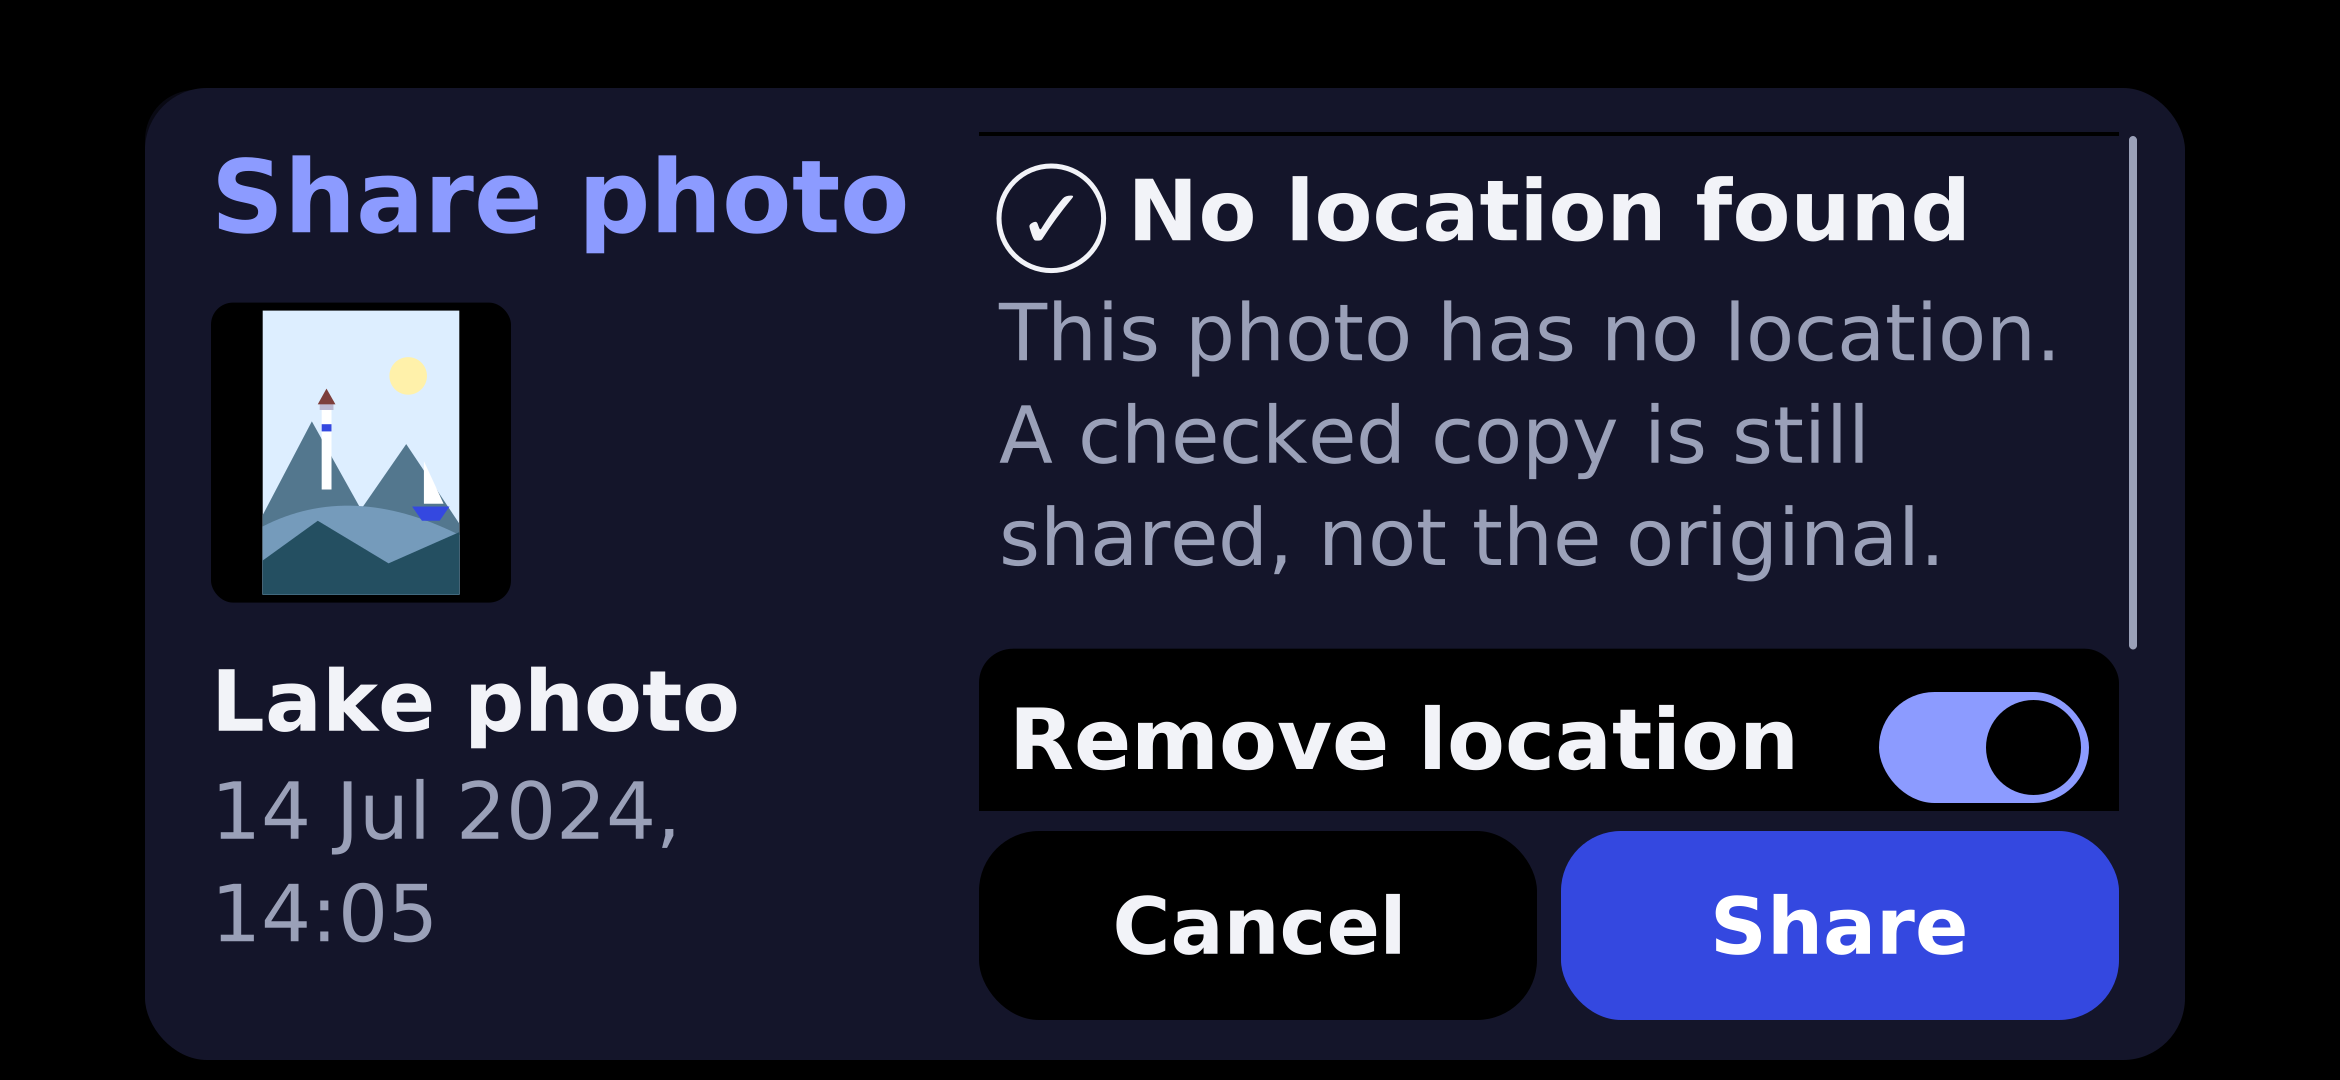 Share photo
Lake photo
14 Jul 2024,
14:05
✓ No location found
This photo has no location.
A checked copy is still
shared, not the original.
Remove location
Cancel
Share